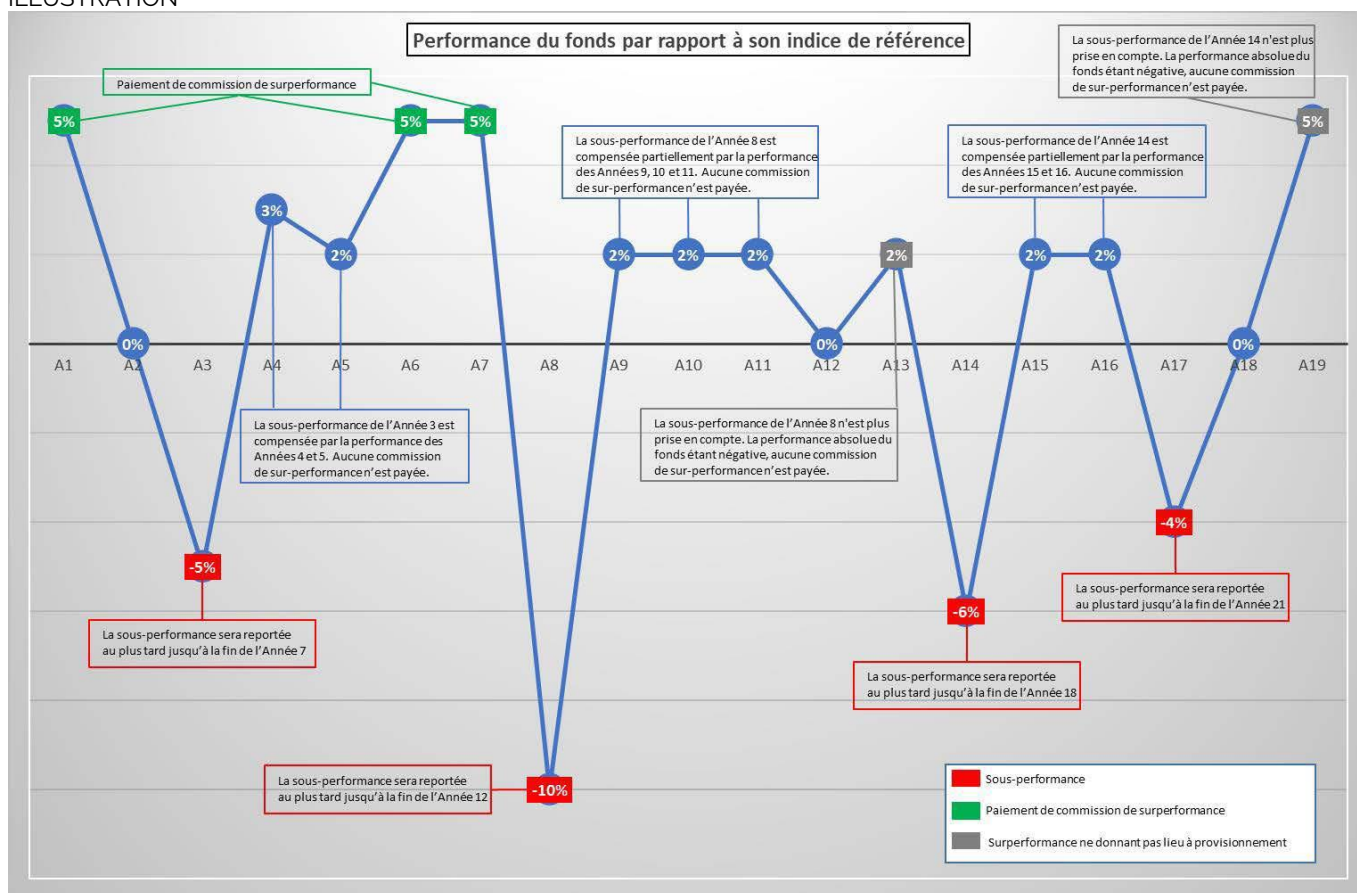 ILLUSTRATION
Performance du fonds par rapport à son indice de référence
La sous-performance de l'Année 14 n'est plus
prise en compte. La performance absolue du
fonds étant négative, aucune commission
de sur-performance n'est payée.
Paiement de commission de surperformance
5%
5%
5%
5%
La sous-performance de l'Année 8 est
compensée partiellement par la performance
des Années 9, 10 et 11. Aucune commission
de sur-performance n'est payée.
La sous-performance de l'Année 14 est
compensée partiellement par la performance
des Années 15 et 16. Aucune commission
de sur-performance n'est payée.
3%
2%
2%
2%
2%
2%
2%
2%
0%
0%
0%
A1 A2 A3 A4 A5 A6 A7 A8 A9 A10 A11 A12 A13 A14 A15 A16 A17 A18 A19
La sous-performance de l'Année 3 est
compensée par la performance des
Années 4 et 5. Aucune commission
de sur-performance n'est payée.
La sous-performance de l'Année 8 n'est plus
prise en compte. La performance absolue du
fonds étant négative, aucune commission
de sur-performance n'est payée.
-4%
-5%
-6%
La sous-performance sera reportée
au plus tard jusqu'à la fin de l'Année 21
La sous-performance sera reportée
au plus tard jusqu'à la fin de l'Année 7
La sous-performance sera reportée
au plus tard jusqu'à la fin de l'Année 18
La sous-performance sera reportée
au plus tard jusqu'à la fin de l'Année 12
-10%
Sous-performance
Paiement de commission de surperformance
Surperformance ne donnant pas lieu à provisionnement